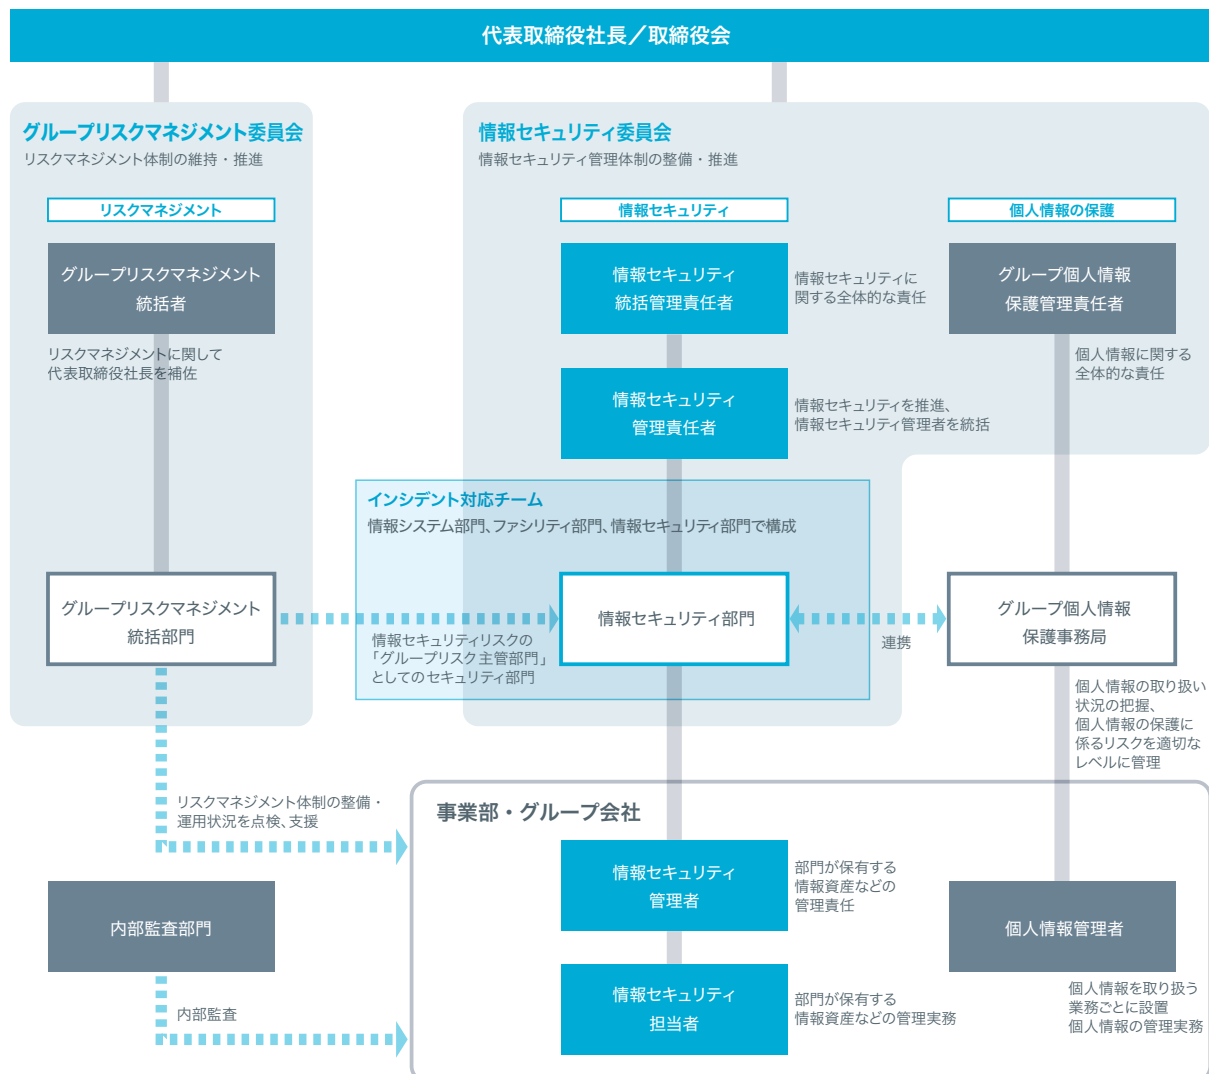 代表取締役社長／取締役会
グループリスクマネジメント委員会
リスクマネジメント体制の維持・推進
リスクマネジメント
グループリスクマネジメント
統括者
リスクマネジメントに関して
代表取締役社長を補佐
グループリスクマネジメント
統括部門
情報セキュリティ委員会
情報セキュリティ管理体制の整備・推進
情報セキュリティ
情報セキュリティ
統括管理責任者
情報セキュリティに
関する全体的な責任
情報セキュリティ
管理責任者
情報セキュリティを推進、
情報セキュリティ管理者を統括
個人情報の保護
グループ個人情報
保護管理責任者
個人情報に関する
全体的な責任
インシデント対応チーム
情報システム部門、ファシリティ部門、情報セキュリティ部門で構成
情報セキュリティリスクの
「グループリスク主管部門」
としてのセキュリティ部門
情報セキュリティ部門
連携
グループ個人情報
保護事務局
個人情報の取り扱い
状況の把握、
個人情報の保護に
係るリスクを適切な
レベルに管理
リスクマネジメント体制の整備・
運用状況を点検、支援
内部監査部門
内部監査
事業部・グループ会社
情報セキュリティ
管理者
部門が保有する
情報資産などの
管理責任
情報セキュリティ
担当者
部門が保有する
情報資産などの管理実務
個人情報管理者
個人情報を取り扱う
業務ごとに設置
個人情報の管理実務